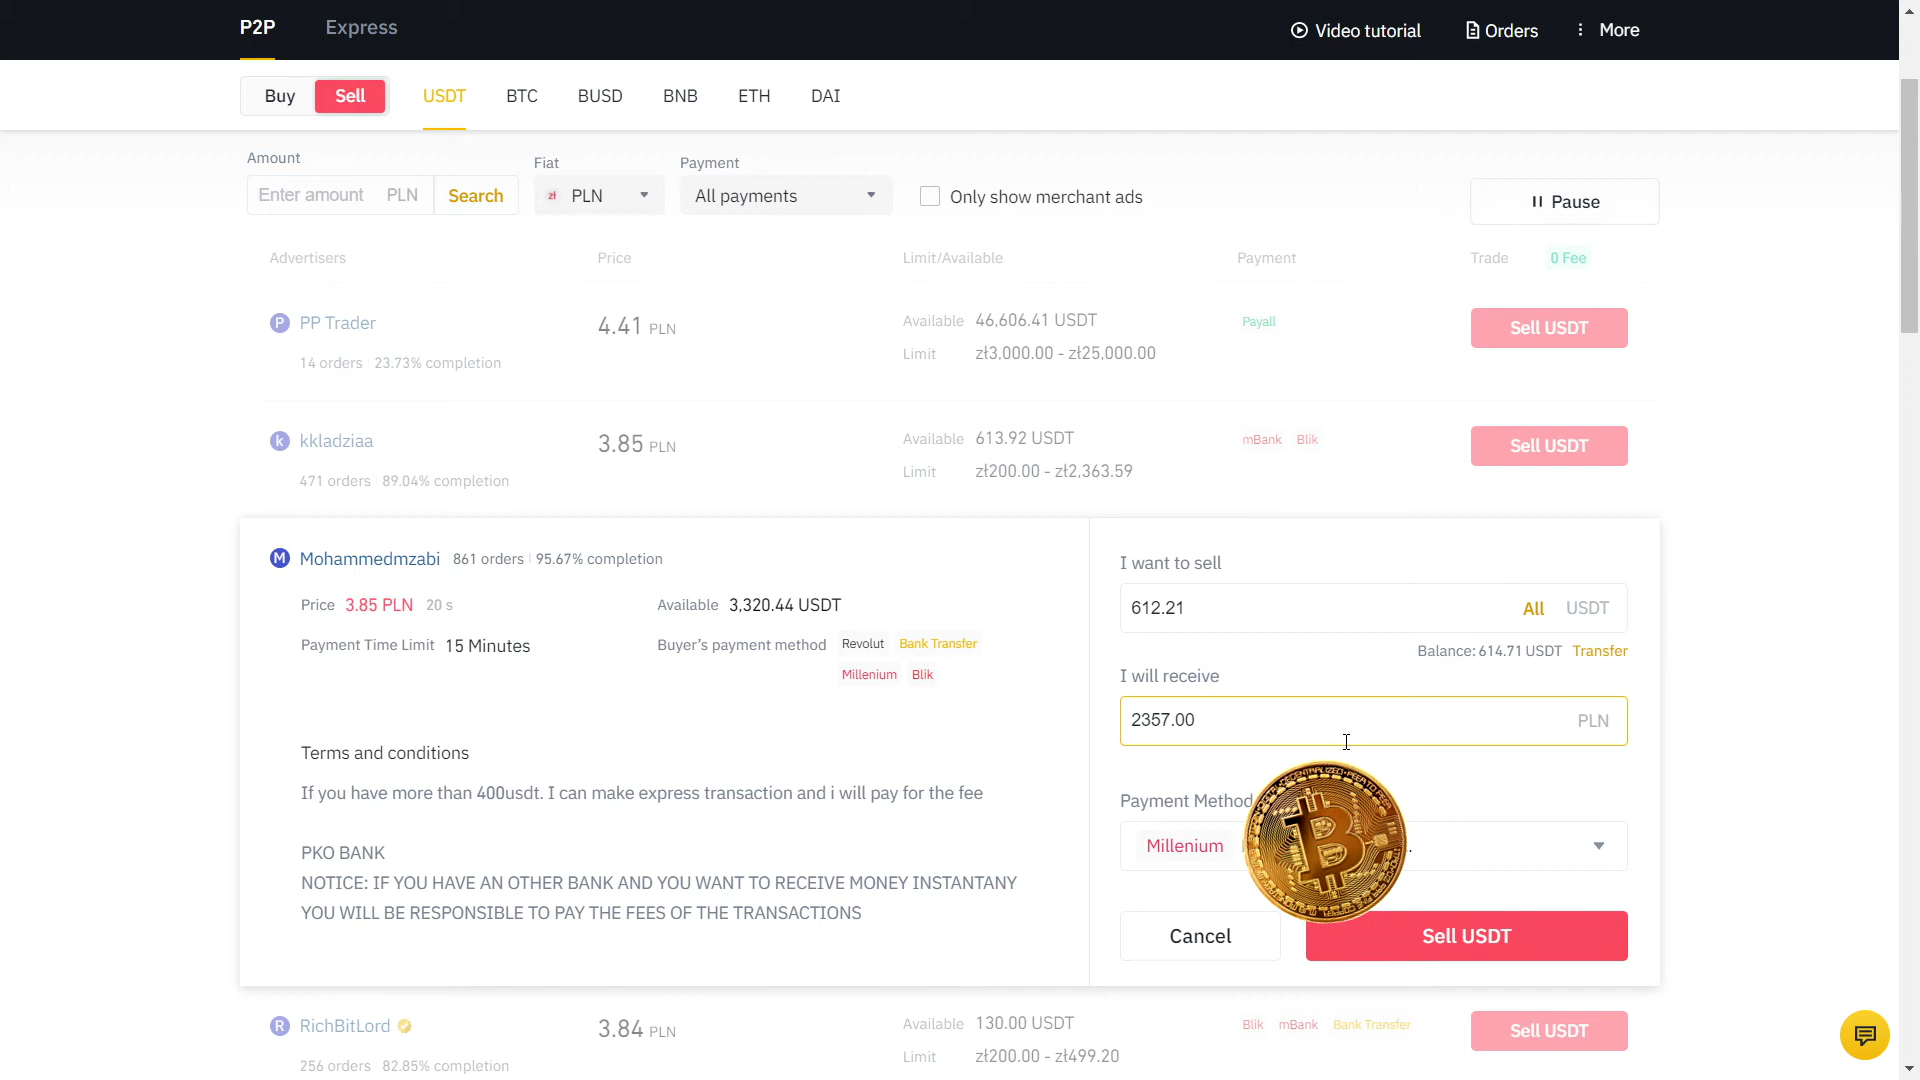 P2P Express Video tutorial Orders More
Buy Sell USDT BTC BUSD BNB ETH DAI
Amount Fiat Payment
Enter amount PLN Search zł PLN All payments Only show merchant ads Pause
Advertisers Price Limit/Available Payment Trade 0 Fee
P PP Trader 4.41 PLN Available 46,606.41 USDT Payall Sell USDT
14 orders 23.73% completion Limit zł3,000.00 - zł25,000.00
k kkladziaa 3.85 PLN Available 613.92 USDT mBank Blik Sell USDT
471 orders 89.04% completion Limit zł200.00 - zł2,363.59
M Mohammedmzabi 861 orders 95.67% completion
Price 3.85 PLN 20 s Available 3,320.44 USDT
Payment Time Limit 15 Minutes Buyer's payment method Revolut Bank Transfer
Millenium Blik
Terms and conditions
If you have more than 400usdt. I can make express transaction and i will pay for the fee
PKO BANK
NOTICE: IF YOU HAVE AN OTHER BANK AND YOU WANT TO RECEIVE MONEY INSTANTANY
YOU WILL BE RESPONSIBLE TO PAY THE FEES OF THE TRANSACTIONS
I want to sell
612.21 All USDT
Balance: 614.71 USDT Transfer
I will receive
2357.00 PLN
Payment Method
Millenium
Cancel Sell USDT
R RichBitLord 3.84 PLN Available 130.00 USDT Blik mBank Bank Transfer Sell USDT
256 orders 82.85% completion Limit zł200.00 - zł499.20